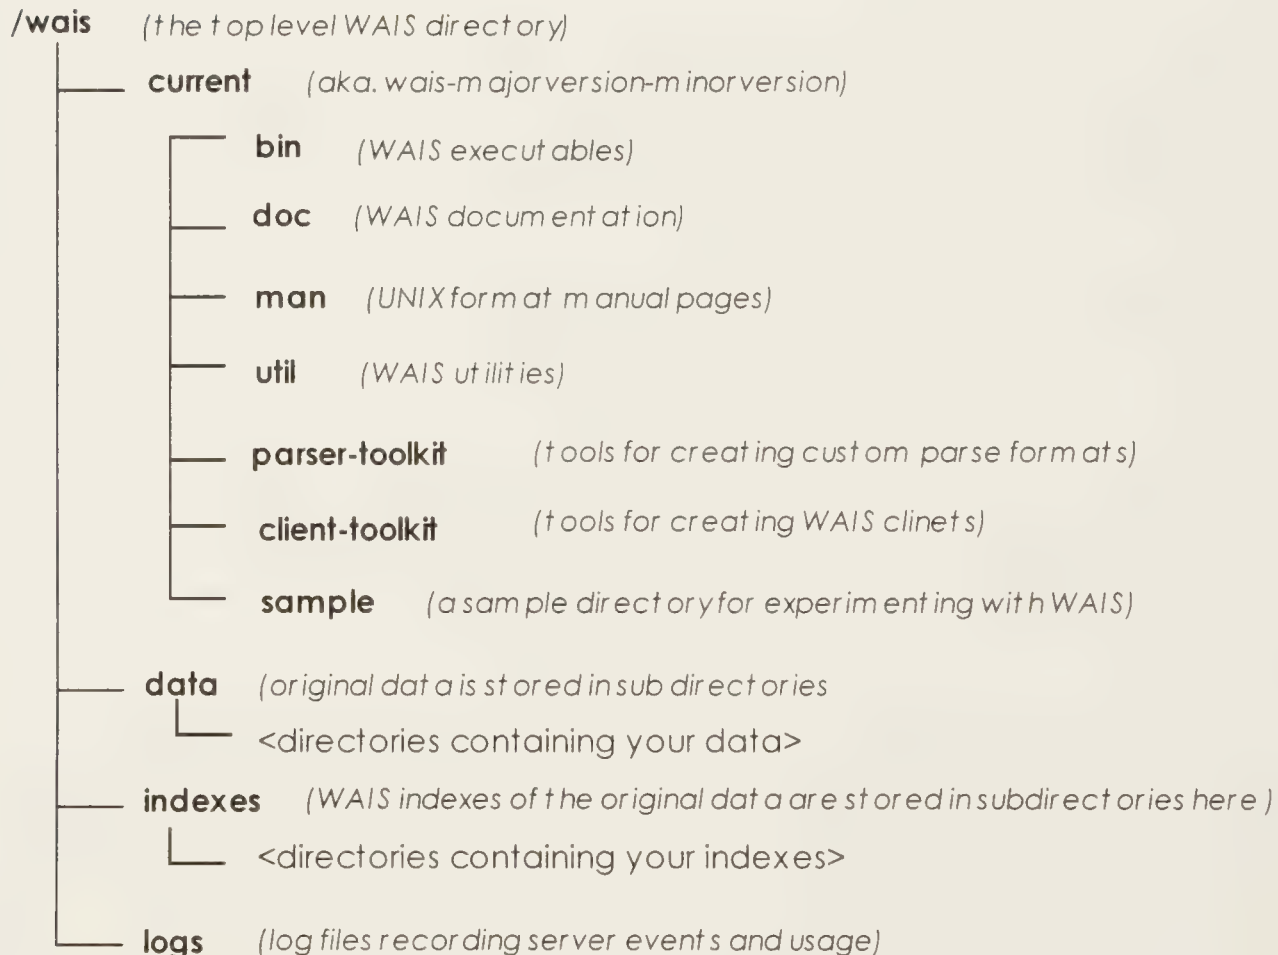 /wais (the top level WAIS directory)
current (aka. wais-majorversion-minorversion)
bin (WAIS executables)
doc (WAIS documentation)
man (UNIX format manual pages)
util (WAIS utilities)
parser-toolkit (tools for creating custom parse formats)
client-toolkit (tools for creating WAIS clinets)
sample (a sample directory for experimenting with WAIS)
data (original data is stored in sub directories
<directories containing your data>
indexes (WAIS indexes of the original data are stored in subdirectories here )
<directories containing your indexes>
logs (log files recording server events and usage)